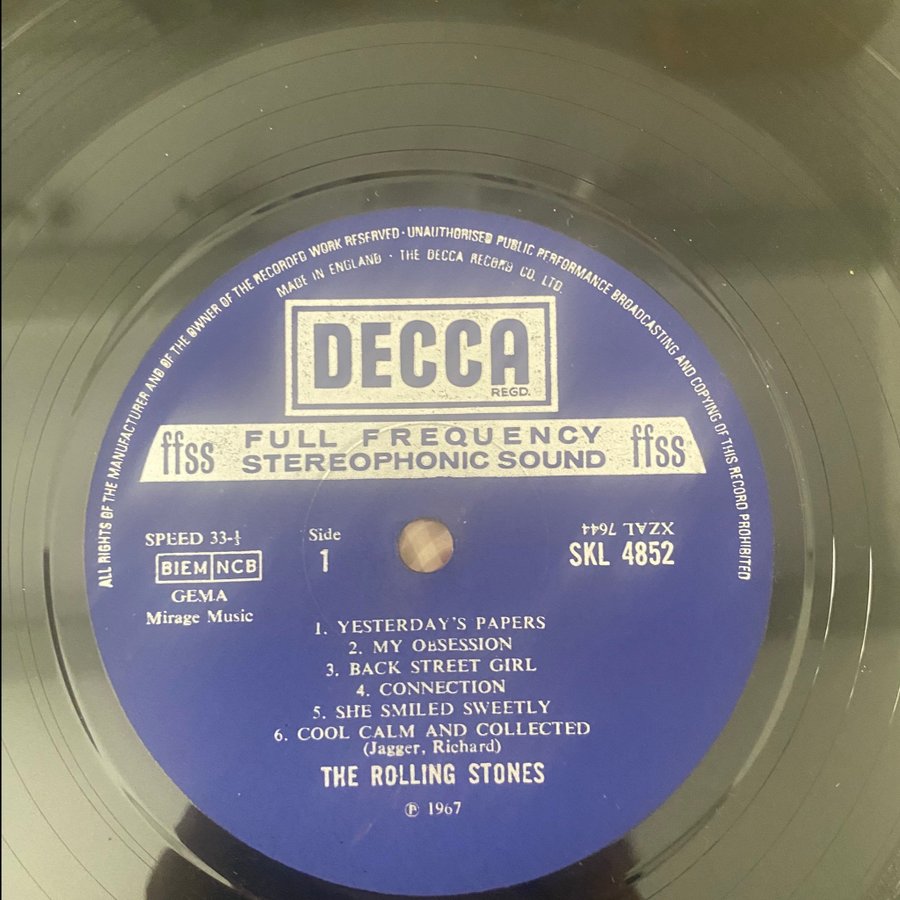 ALL RIGHTS OF THE MANUFACTURER AND OF THE OWNER OF THE RECORDED WORK RESERVED · UNAUTHORISED PUBLIC PERFORMANCE BROADCASTING AND COPYING OF THIS RECORD PROHIBITED
MADE IN ENGLAND · THE DECCA RECORD CO. LTD.
DECCA
REGD.
ffss FULL FREQUENCY STEREOPHONIC SOUND ffss
SPEED 33-⅓
BIEM NCB
GEMA
Mirage Music
Side
1
XZAL 7644
SKL 4852
1. YESTERDAY'S PAPERS
2. MY OBSESSION
3. BACK STREET GIRL
4. CONNECTION
5. SHE SMILED SWEETLY
6. COOL CALM AND COLLECTED
(Jagger, Richard)
THE ROLLING STONES
℗ 1967